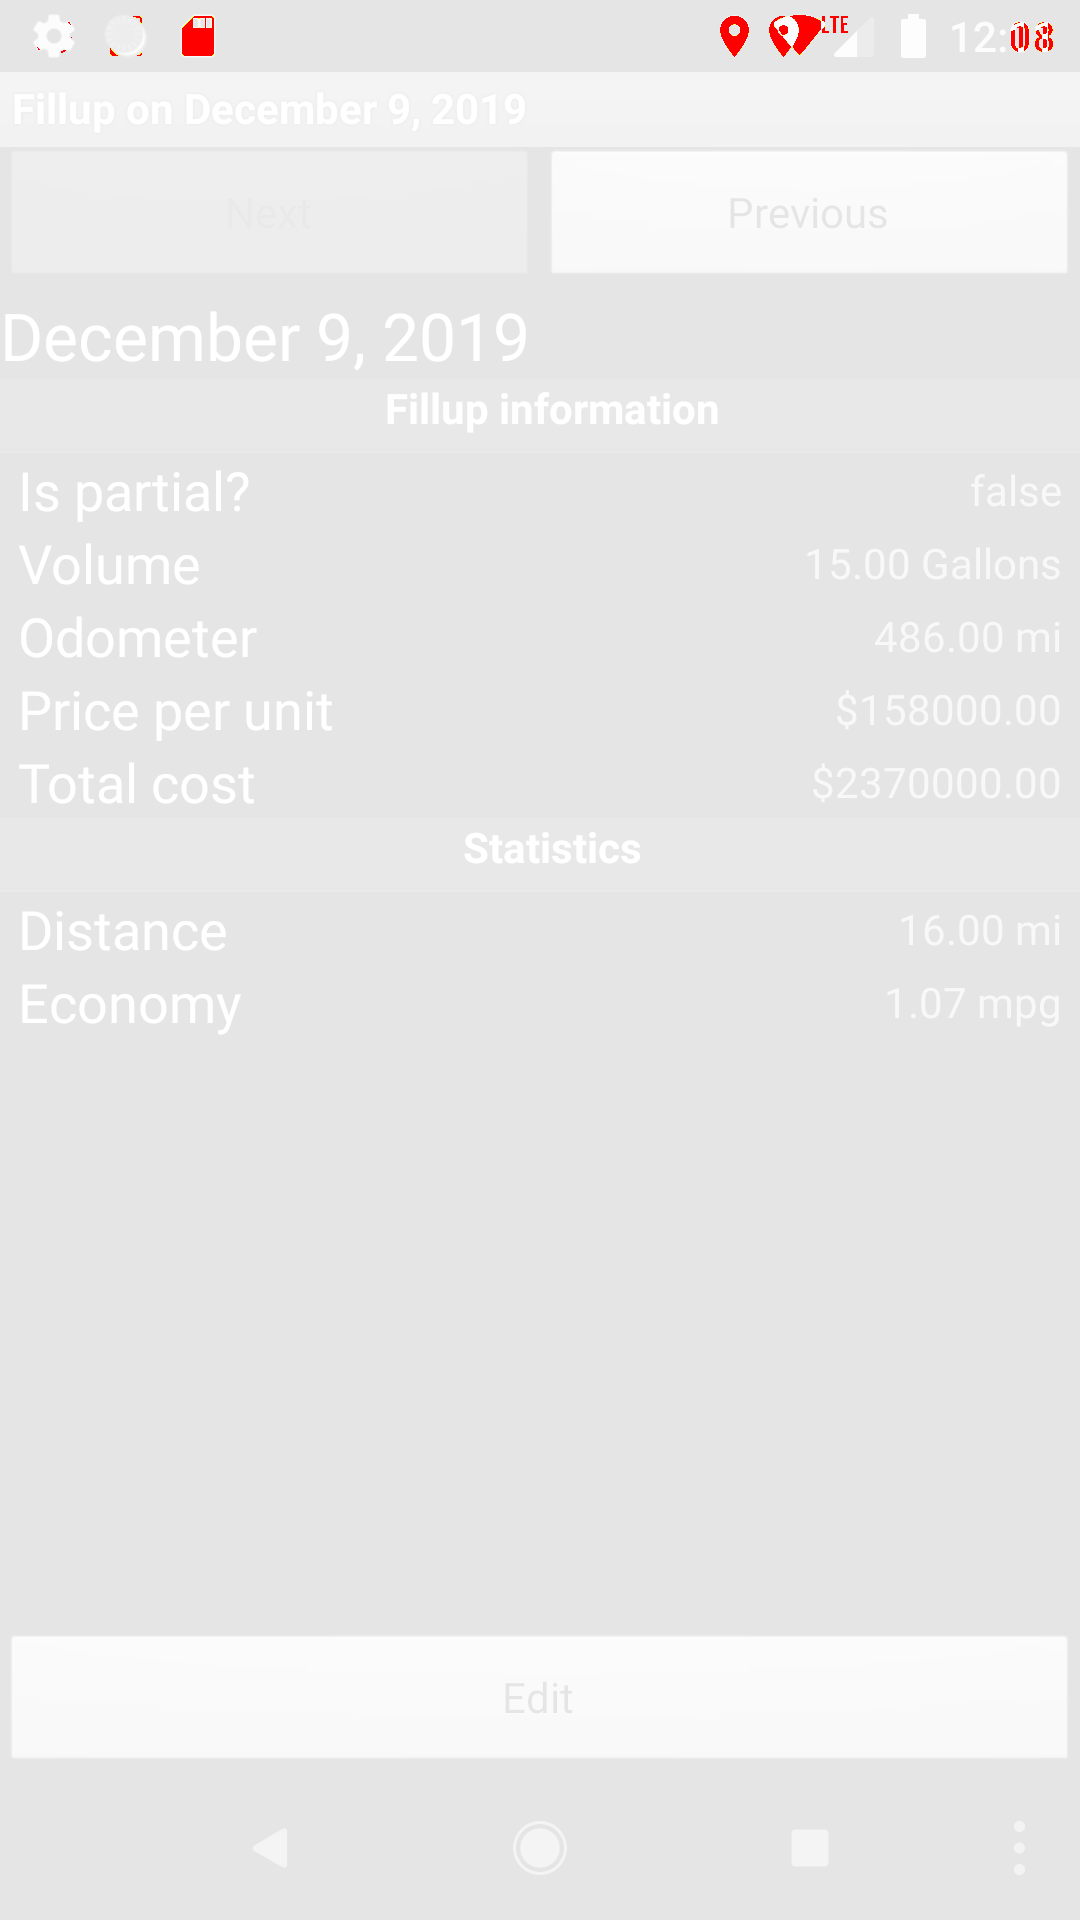 LTE 12:08
Fillup on December 9, 2019
Next Previous
December 9, 2019
Fillup information
Is partial? false
Volume 15.00 Gallons
Odometer 486.00 mi
Price per unit $158000.00
Total cost $2370000.00
Statistics
Distance 16.00 mi
Economy 1.07 mpg
Edit